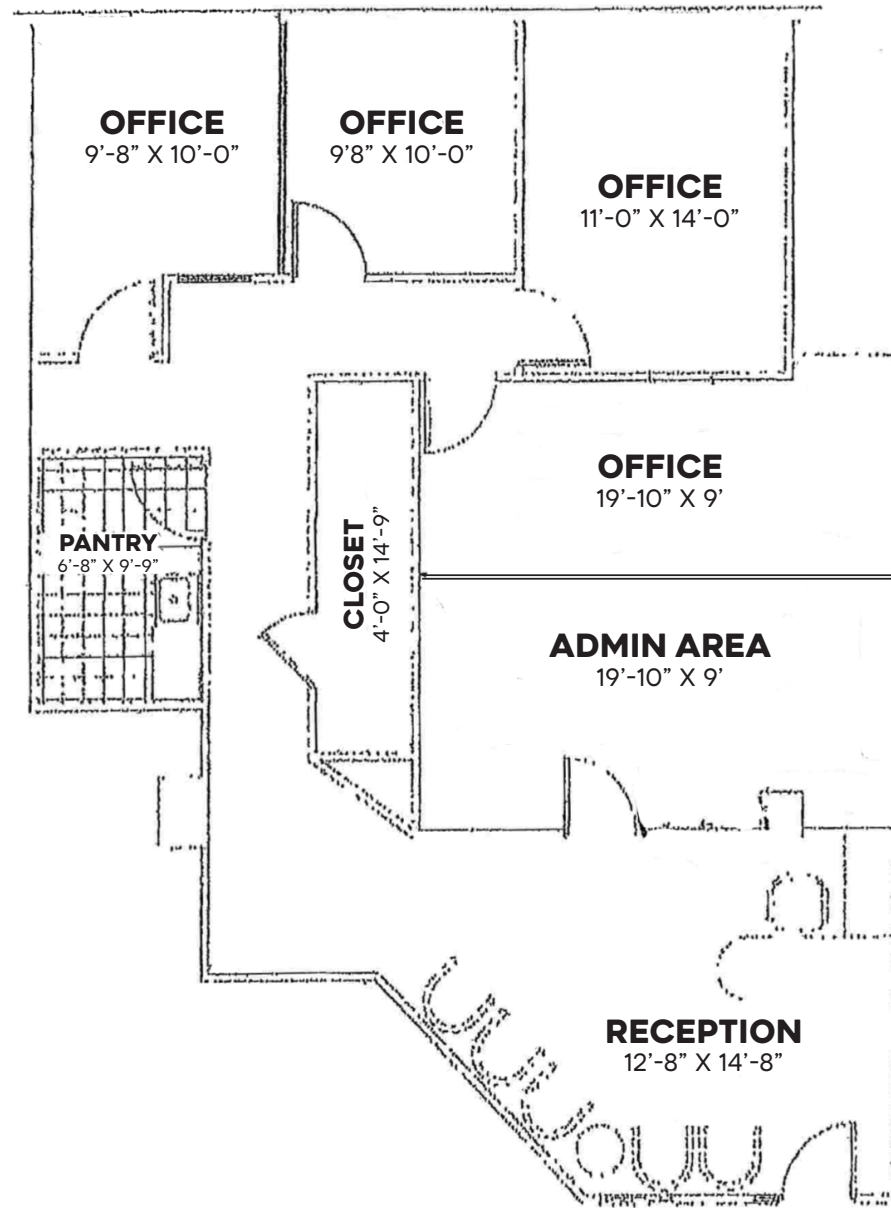 OFFICE
9’-8” X 10’-0”
OFFICE
9’8” X 10’-0”
OFFICE
11’-0” X 14’-0”
OFFICE
19’-10” X 9’
PANTRY
6’-8” X 9’-9”
CLOSET
4’-0” X 14’-9”
ADMIN AREA
19’-10” X 9’
RECEPTION
12’-8” X 14’-8”